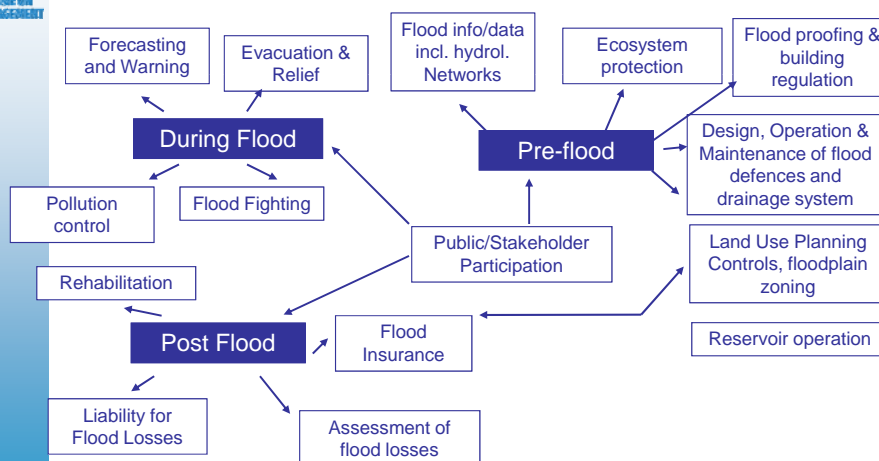 Forecasting
and Warning
Evacuation &
Relief
Flood info/data
incl. hydrol.
Networks
Ecosystem
protection
Flood proofing &
building
regulation
During Flood
Pre-flood
Design, Operation &
Maintenance of flood
defences and
drainage system
Pollution
control
Flood Fighting
Public/Stakeholder
Participation
Land Use Planning
Controls, floodplain
zoning
Rehabilitation
Post Flood
Flood
Insurance
Reservoir operation
Liability for
Flood Losses
Assessment of
flood losses